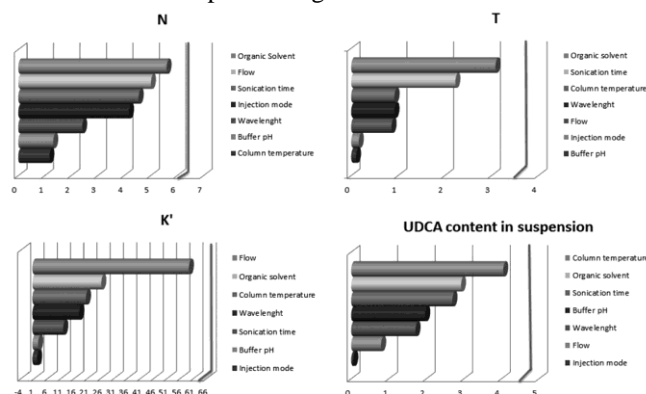 N
Organic Solvent
Flow
Sonication time
Injection mode
Wavelenght
Buffer pH
Column temperature
0 1 2 3 4 5 6 7
T
Organic Solvent
Sonication time
Column temperature
Wavelenght
Flow
Injection mode
Buffer pH
0 1 2 3 4
K'
Flow
Organic solvent
Column temperature
Wavelenght
Sonication time
Buffer pH
Injection mode
-4 1 6 11 16 21 26 31 36 41 46 51 56 61 66
UDCA content in suspension
Column temperature
Organic solvent
Sonication time
Buffer pH
Wavelenght
Flow
Injection mode
0 1 2 3 4 5